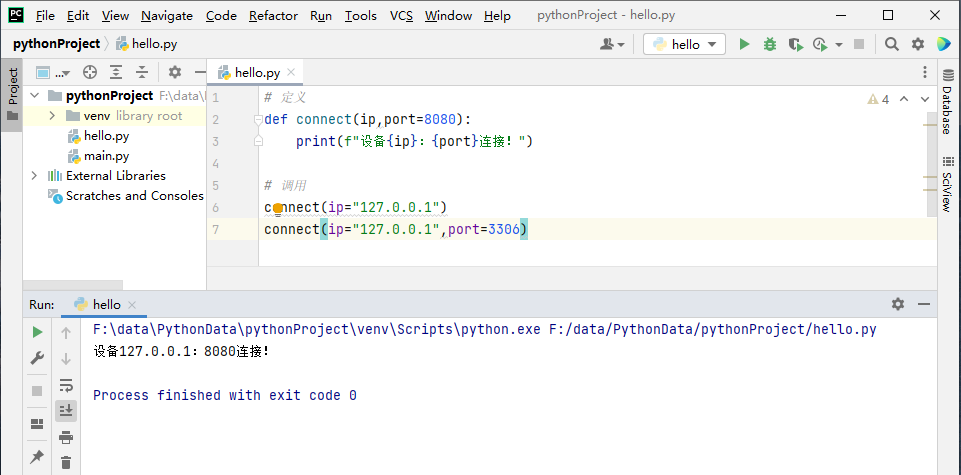 PC File Edit View Navigate Code Refactor Run Tools VCS Window Help pythonProject - hello.py
pythonProject hello.py hello
Project
... hello.py
pythonProject F:\data\
venv library root
hello.py
main.py
External Libraries
Scratches and Consoles
1 # 定义
2 def connect(ip,port=8080):
3 print(f"设备{ip}：{port}连接！")
4
5 # 调用
6 connect(ip="127.0.0.1")
7 connect(ip="127.0.0.1",port=3306)
4
Database
SciView
Run: hello
F:\data\PythonData\pythonProject\venv\Scripts\python.exe F:/data/PythonData/pythonProject/hello.py
设备127.0.0.1：8080连接！
Process finished with exit code 0